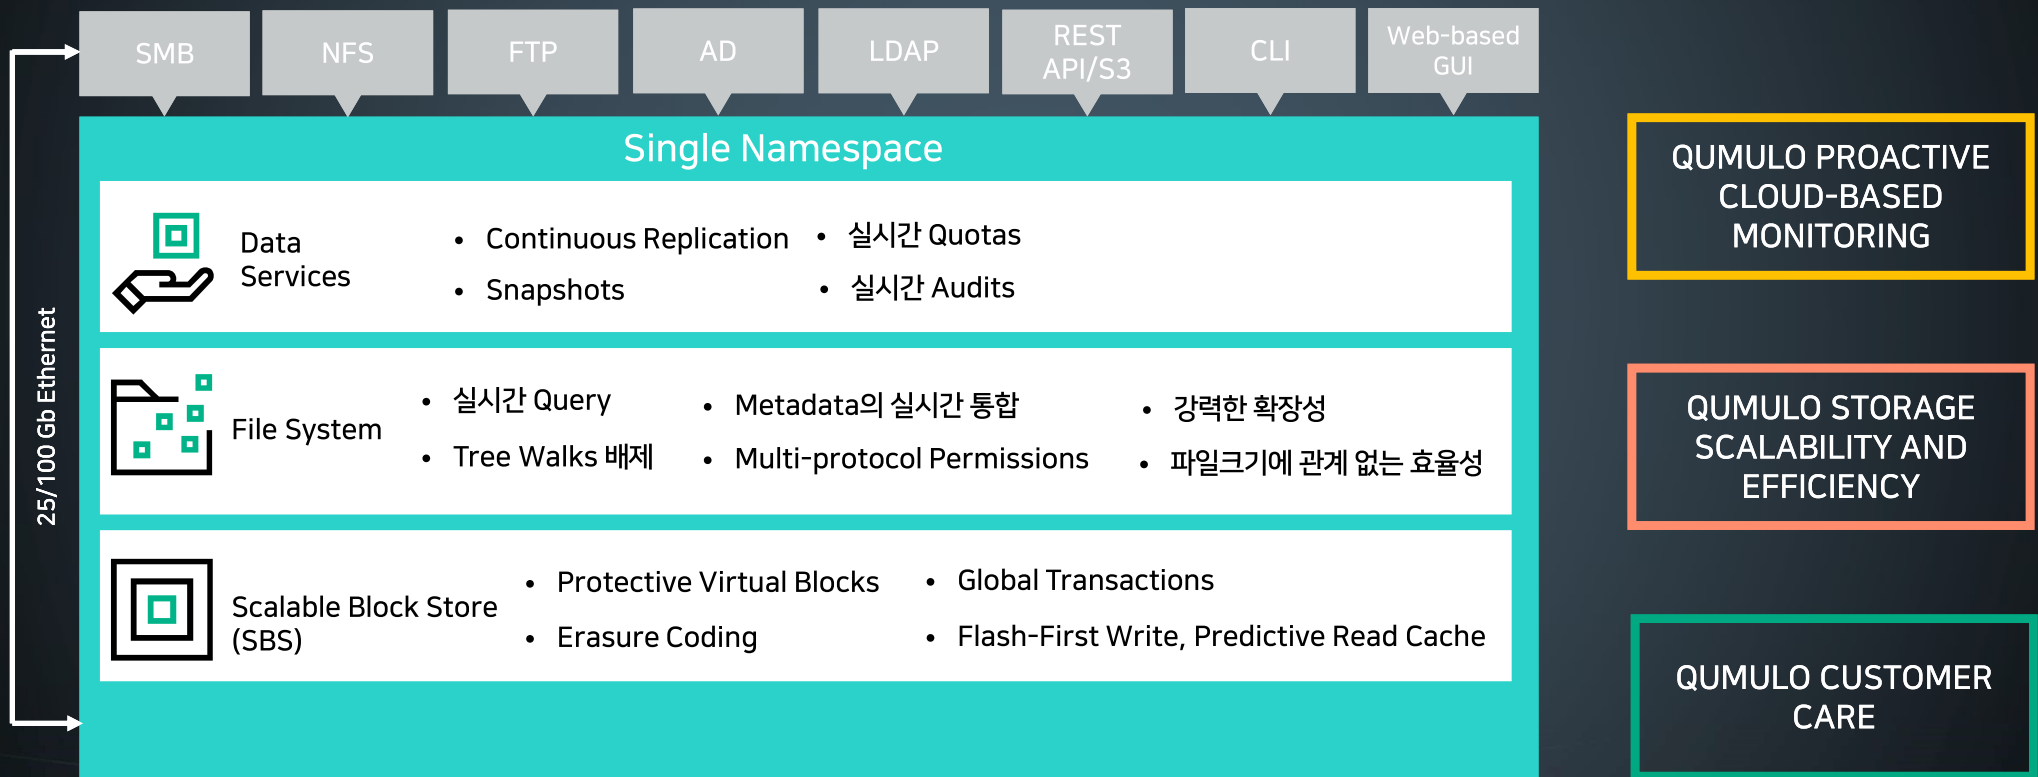 SMB
NFS
FTP
AD
LDAP
REST
API/S3
CLI
Web-based
GUI
25/100 Gb Ethernet
Single Namespace
Data
Services
• Continuous Replication
• Snapshots
• 실시간 Quotas
• 실시간 Audits
File System
• 실시간 Query
• Tree Walks 배제
• Metadata의 실시간 통합
• Multi-protocol Permissions
• 강력한 확장성
• 파일크기에 관계 없는 효율성
Scalable Block Store
(SBS)
• Protective Virtual Blocks
• Erasure Coding
• Global Transactions
• Flash-First Write, Predictive Read Cache
QUMULO PROACTIVE
CLOUD-BASED
MONITORING
QUMULO STORAGE
SCALABILITY AND
EFFICIENCY
QUMULO CUSTOMER
CARE